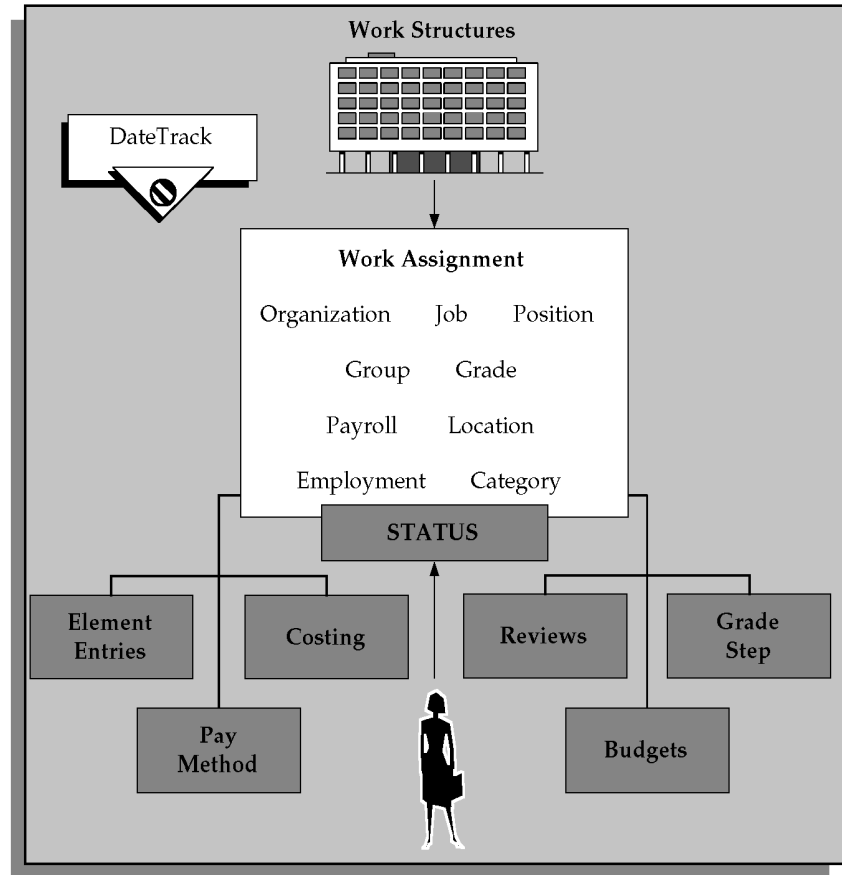 Work Structures
DateTrack
Work Assignment
Organization Job Position
Group Grade
Payroll Location
Employment Category
STATUS
Element
Entries
Costing
Reviews
Grade
Step
Pay
Method
Budgets